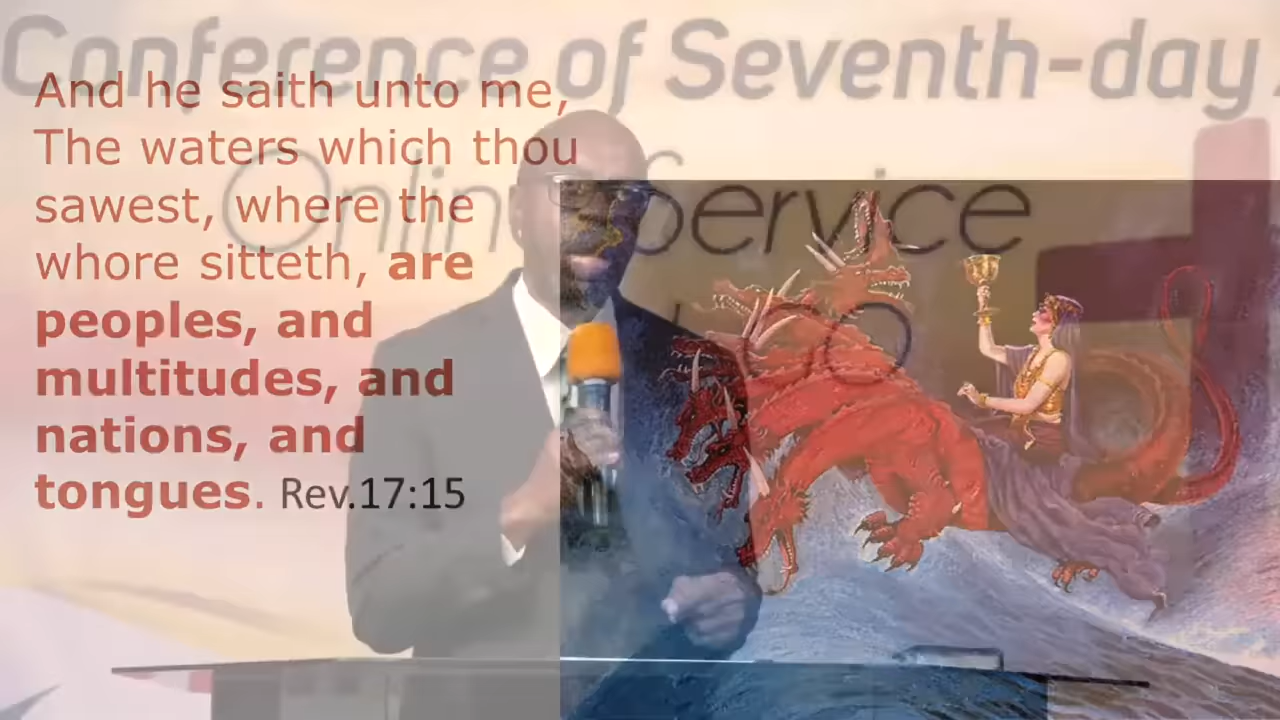 Conference of Seventh-day
And he saith unto me,
The waters which thou
sawest, where the
whore sitteth, are
peoples, and
multitudes, and
nations, and
tongues. Rev.17:15
Service